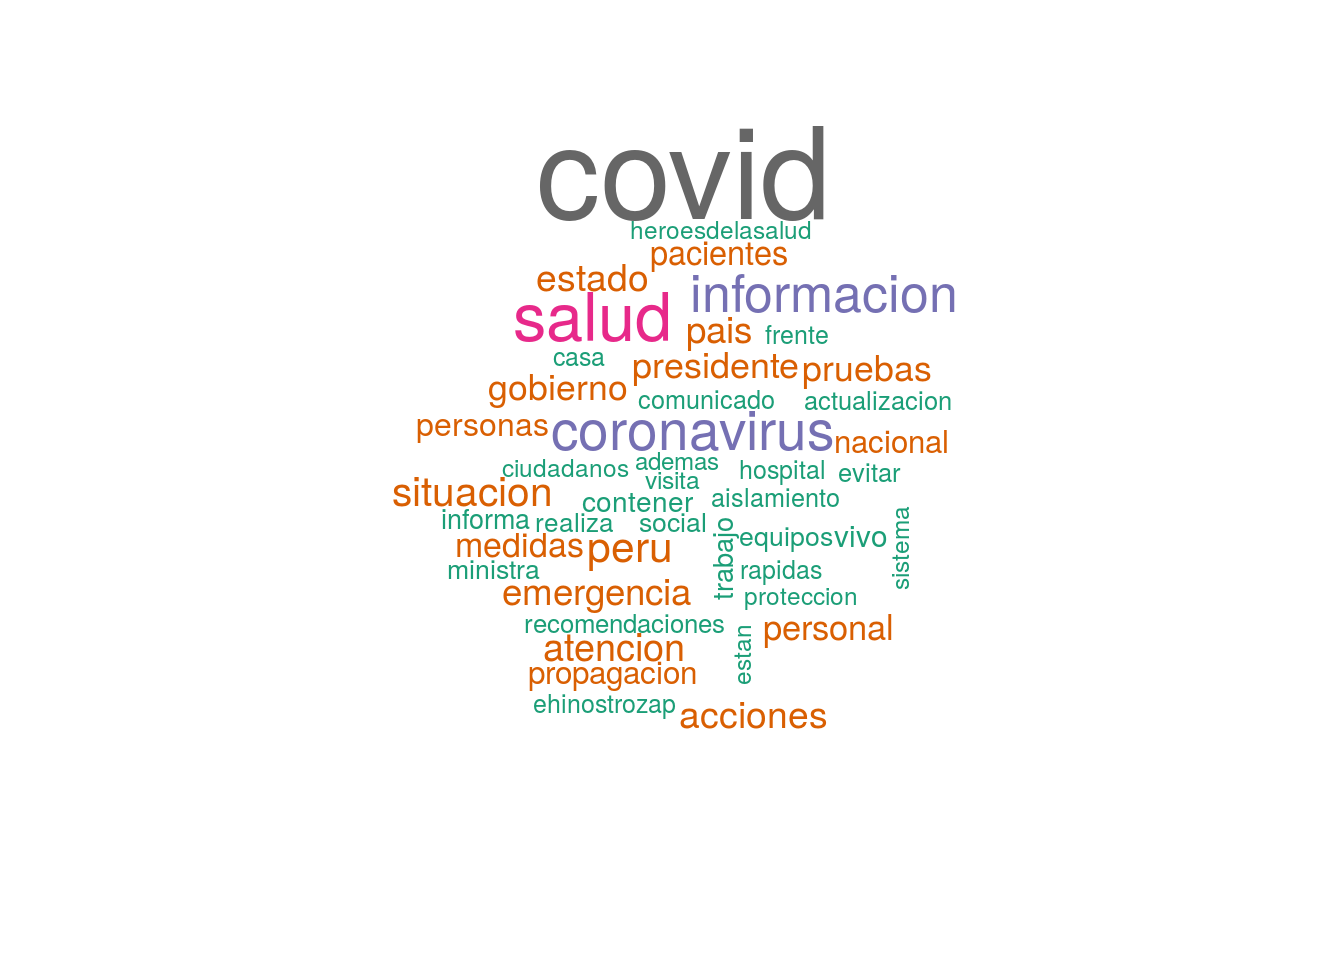 covid
heroesdelasalud
pacientes
estado
informacion
salud
pais
frente
casa
presidente
pruebas
gobierno
comunicado
actualizacion
personas
coronavirus
nacional
ciudadanos
ademas
hospital
evitar
visita
situacion
contener
aislamiento
informa
realiza
social
trabajo
equipos
vivo
sistema
medidas
peru
ministra
rapidas
emergencia
proteccion
recomendaciones
personal
atencion
estan
propagacion
ehinostrozap
acciones